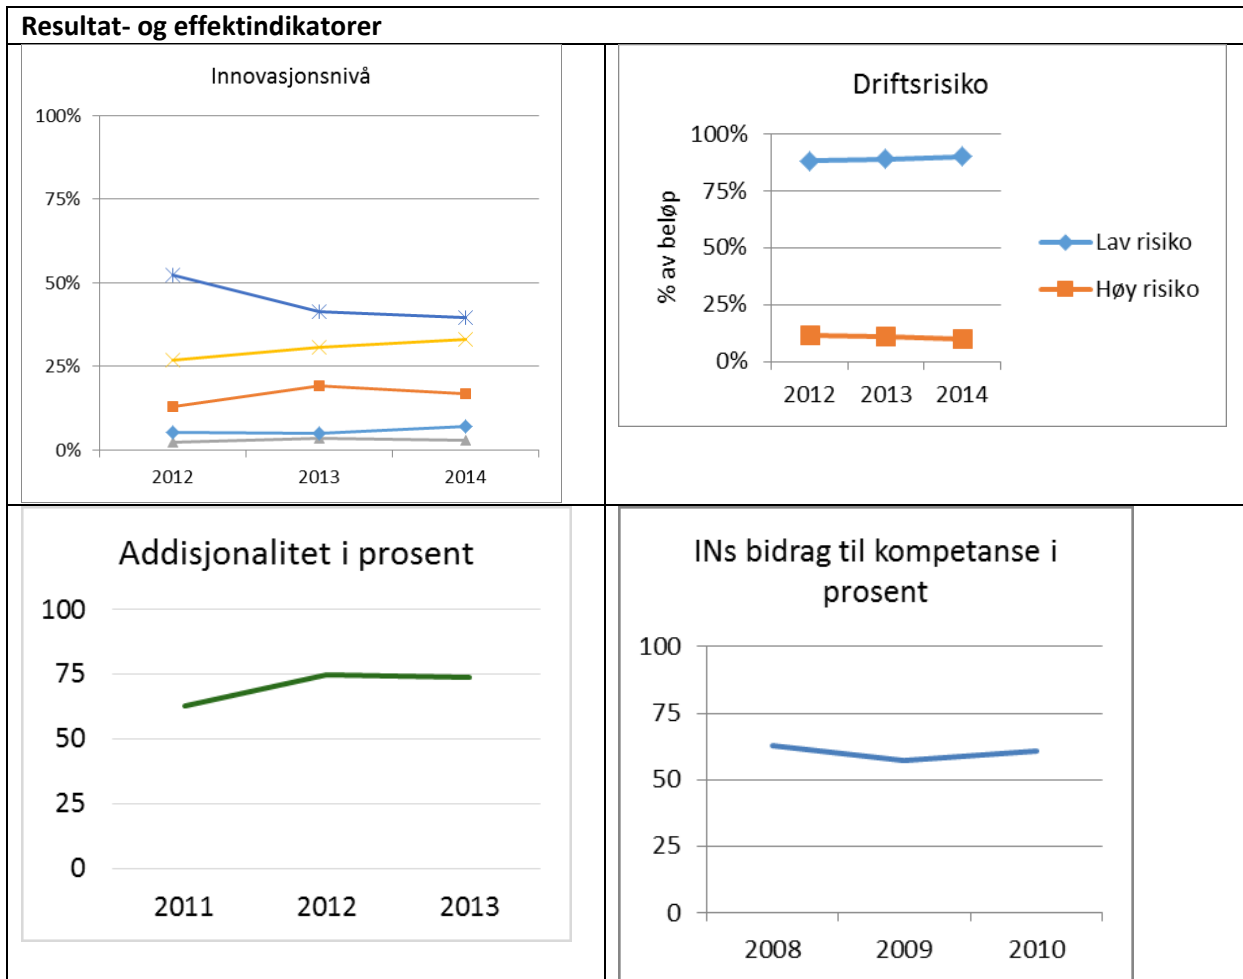 Resultat- og effektindikatorer
Innovasjonsnivå
100%
75%
50%
25%
0%
2012 2013 2014
Driftsrisiko
% av beløp
100%
75%
50%
25%
0%
2012 2013 2014
Lav risiko
Høy risiko
Addisjonalitet i prosent
100
75
50
25
0
2011 2012 2013
INs bidrag til kompetanse i
prosent
100
75
50
25
0
2008 2009 2010